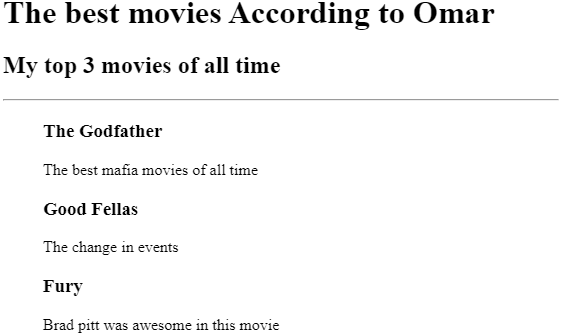 The best movies According to Omar
My top 3 movies of all time
The Godfather
The best mafia movies of all time
Good Fellas
The change in events
Fury
Brad pitt was awesome in this movie